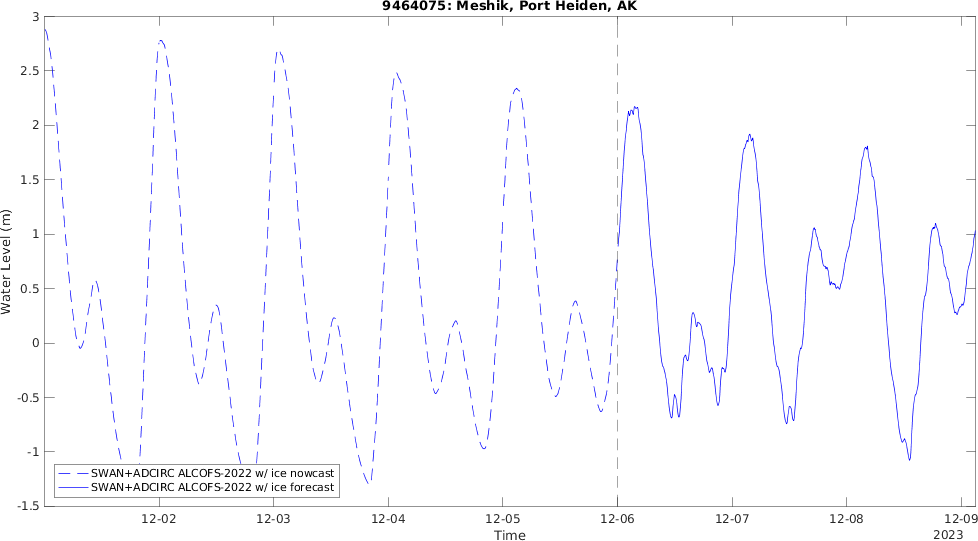 9464075: Meshik, Port Heiden, AK
3
2.5
2
1.5
1
0.5
0
-0.5
-1
-1.5
Water Level (m)
SWAN+ADCIRC ALCOFS-2022 w/ ice nowcast
SWAN+ADCIRC ALCOFS-2022 w/ ice forecast
12-02 12-03 12-04 12-05 12-06 12-07 12-08 12-09
Time
2023